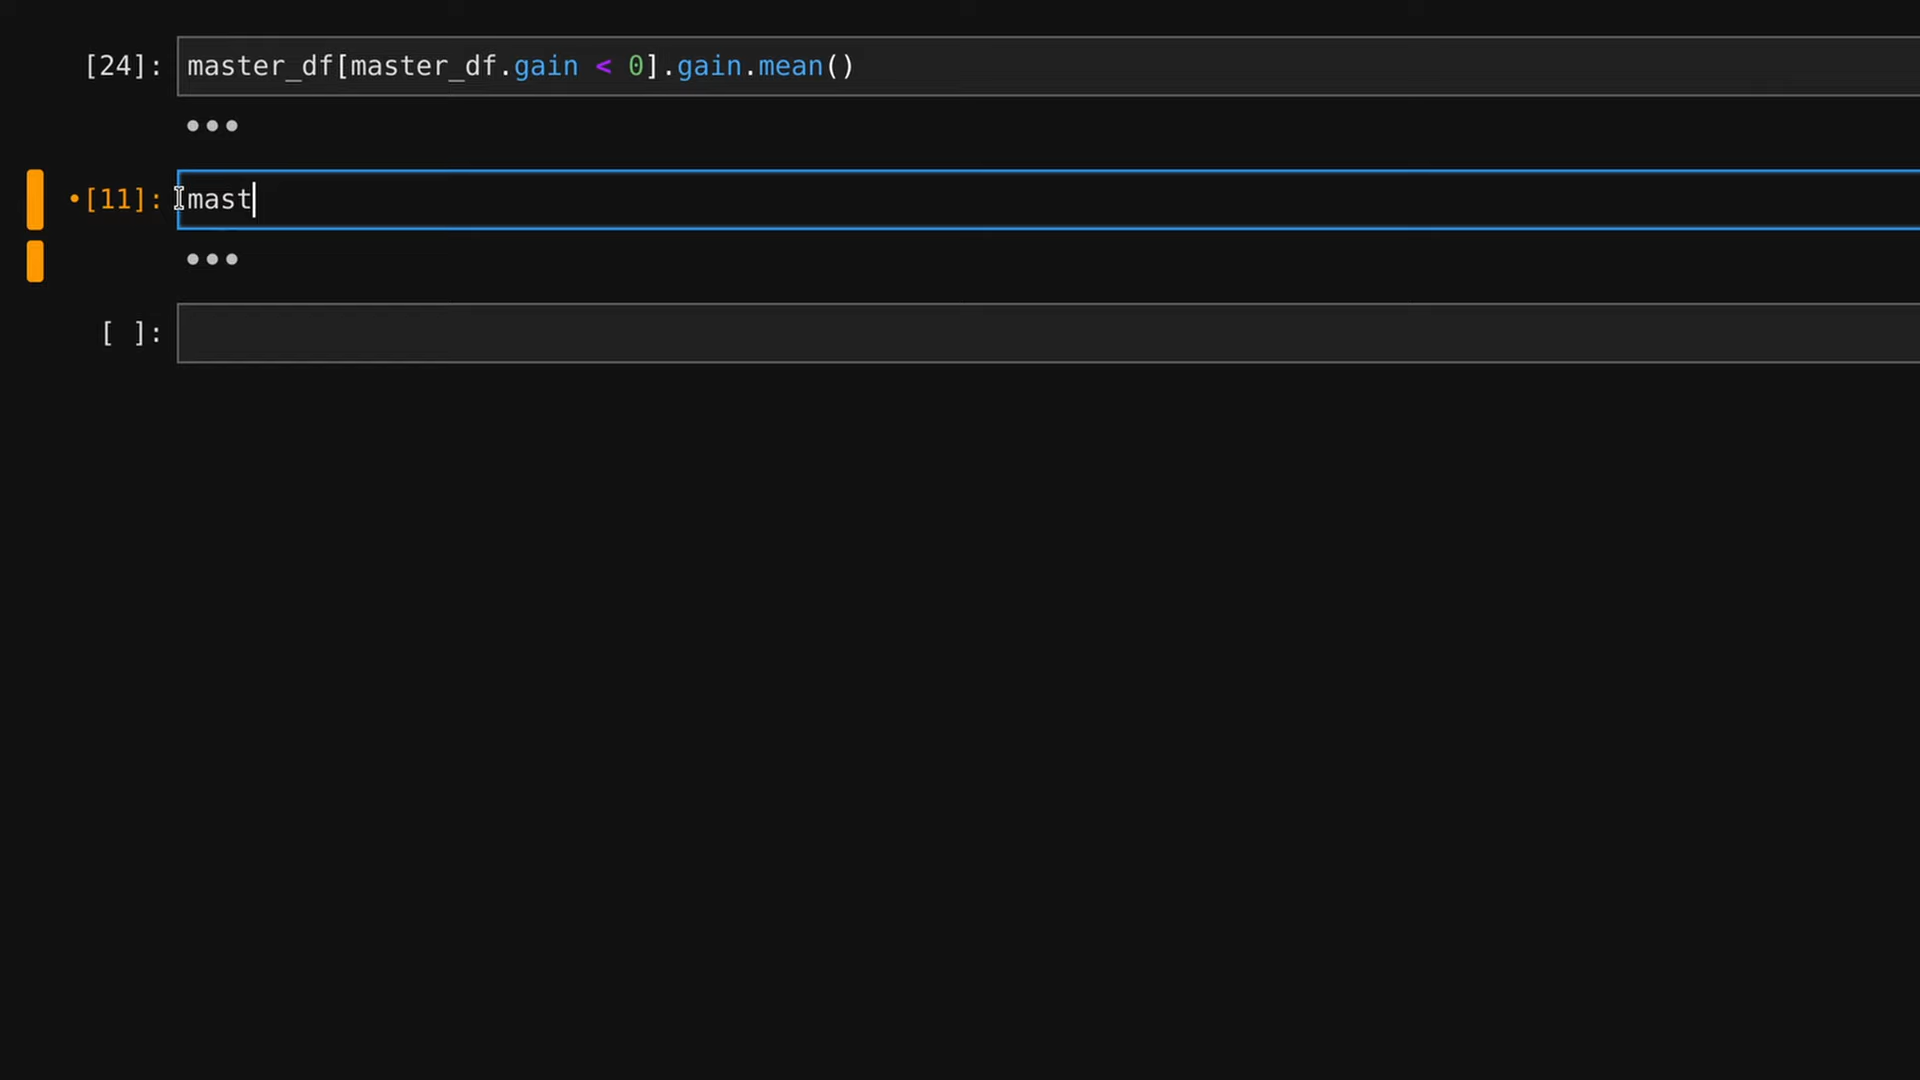 [24]: master_df[master_df.gain < 0].gain.mean()
•[11]: mast
[ ]: